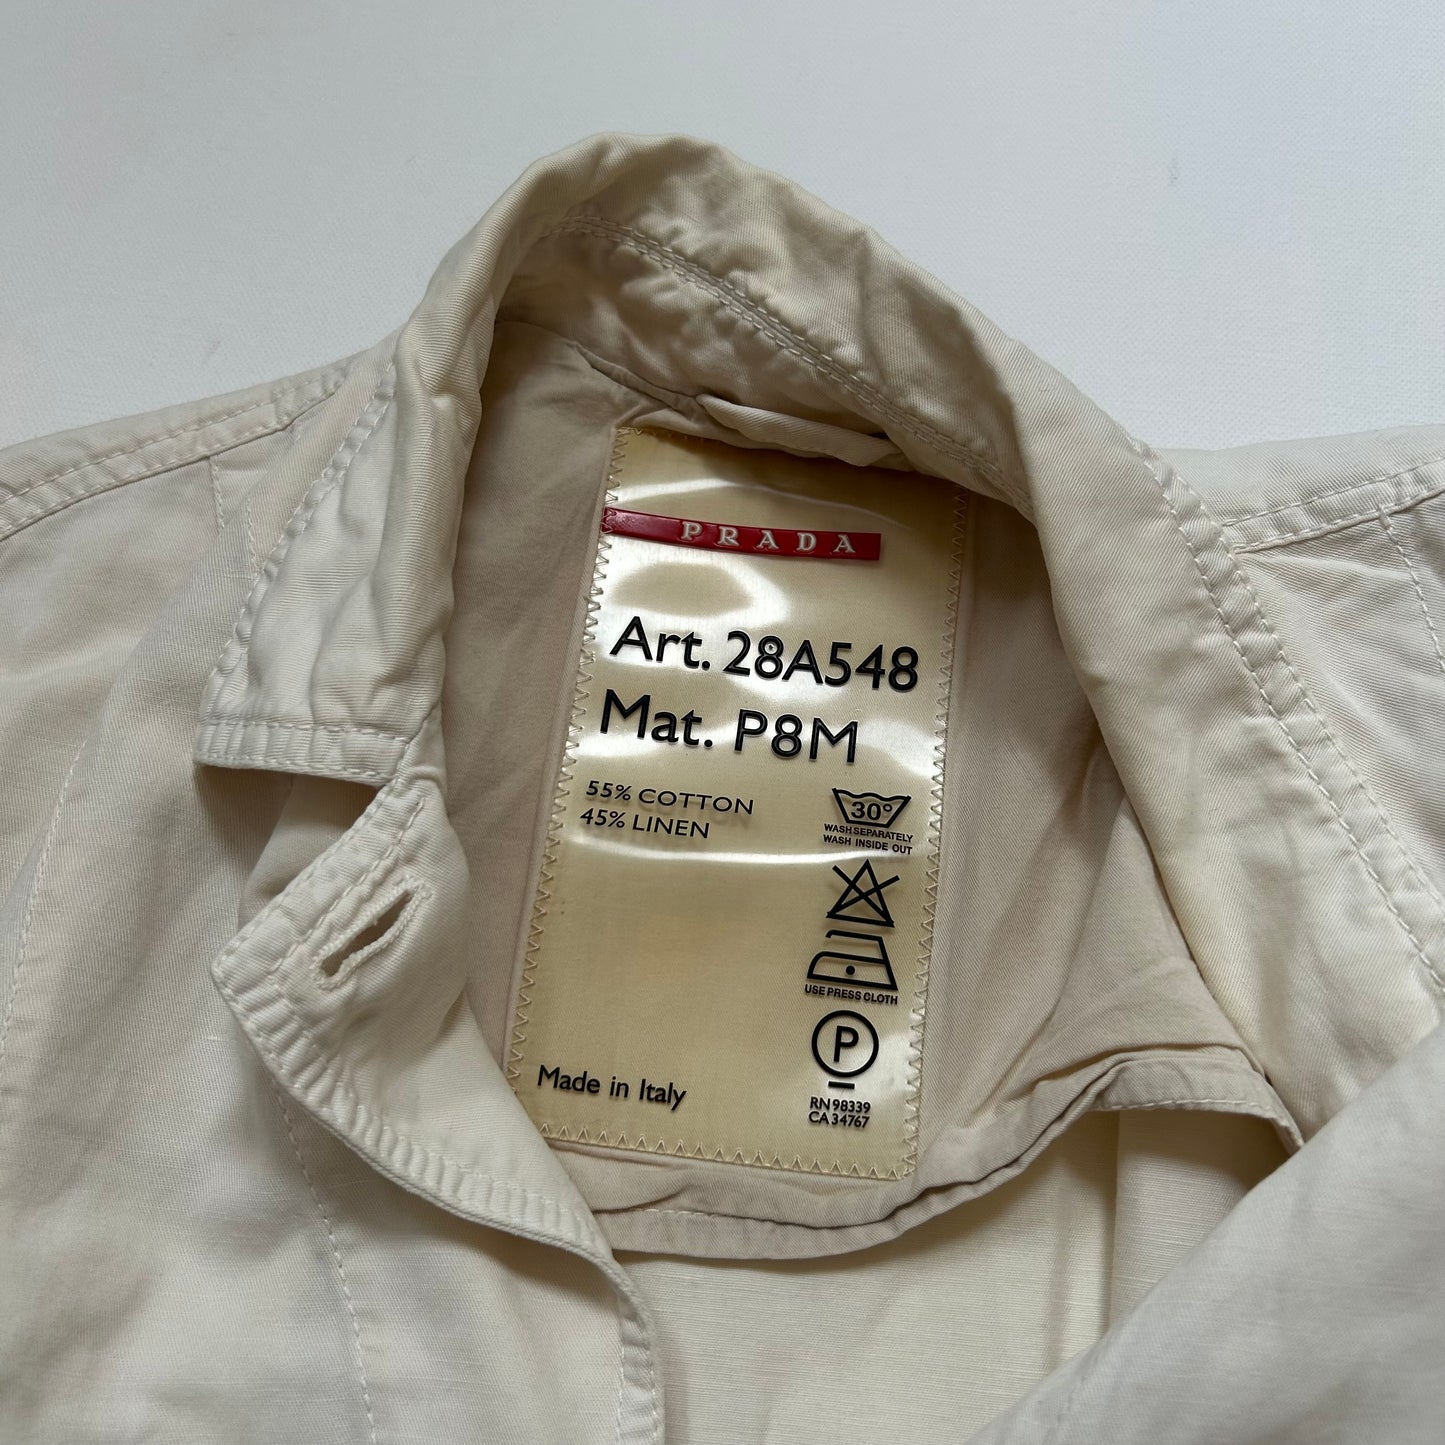 PRADA
Art. 28A548
Mat. P8M
55% COTTON
45% LINEN
30°
WASH SEPARATELY
WASH INSIDE OUT
USE PRESS CLOTH
P
Made in Italy
RN 98339
CA 34767